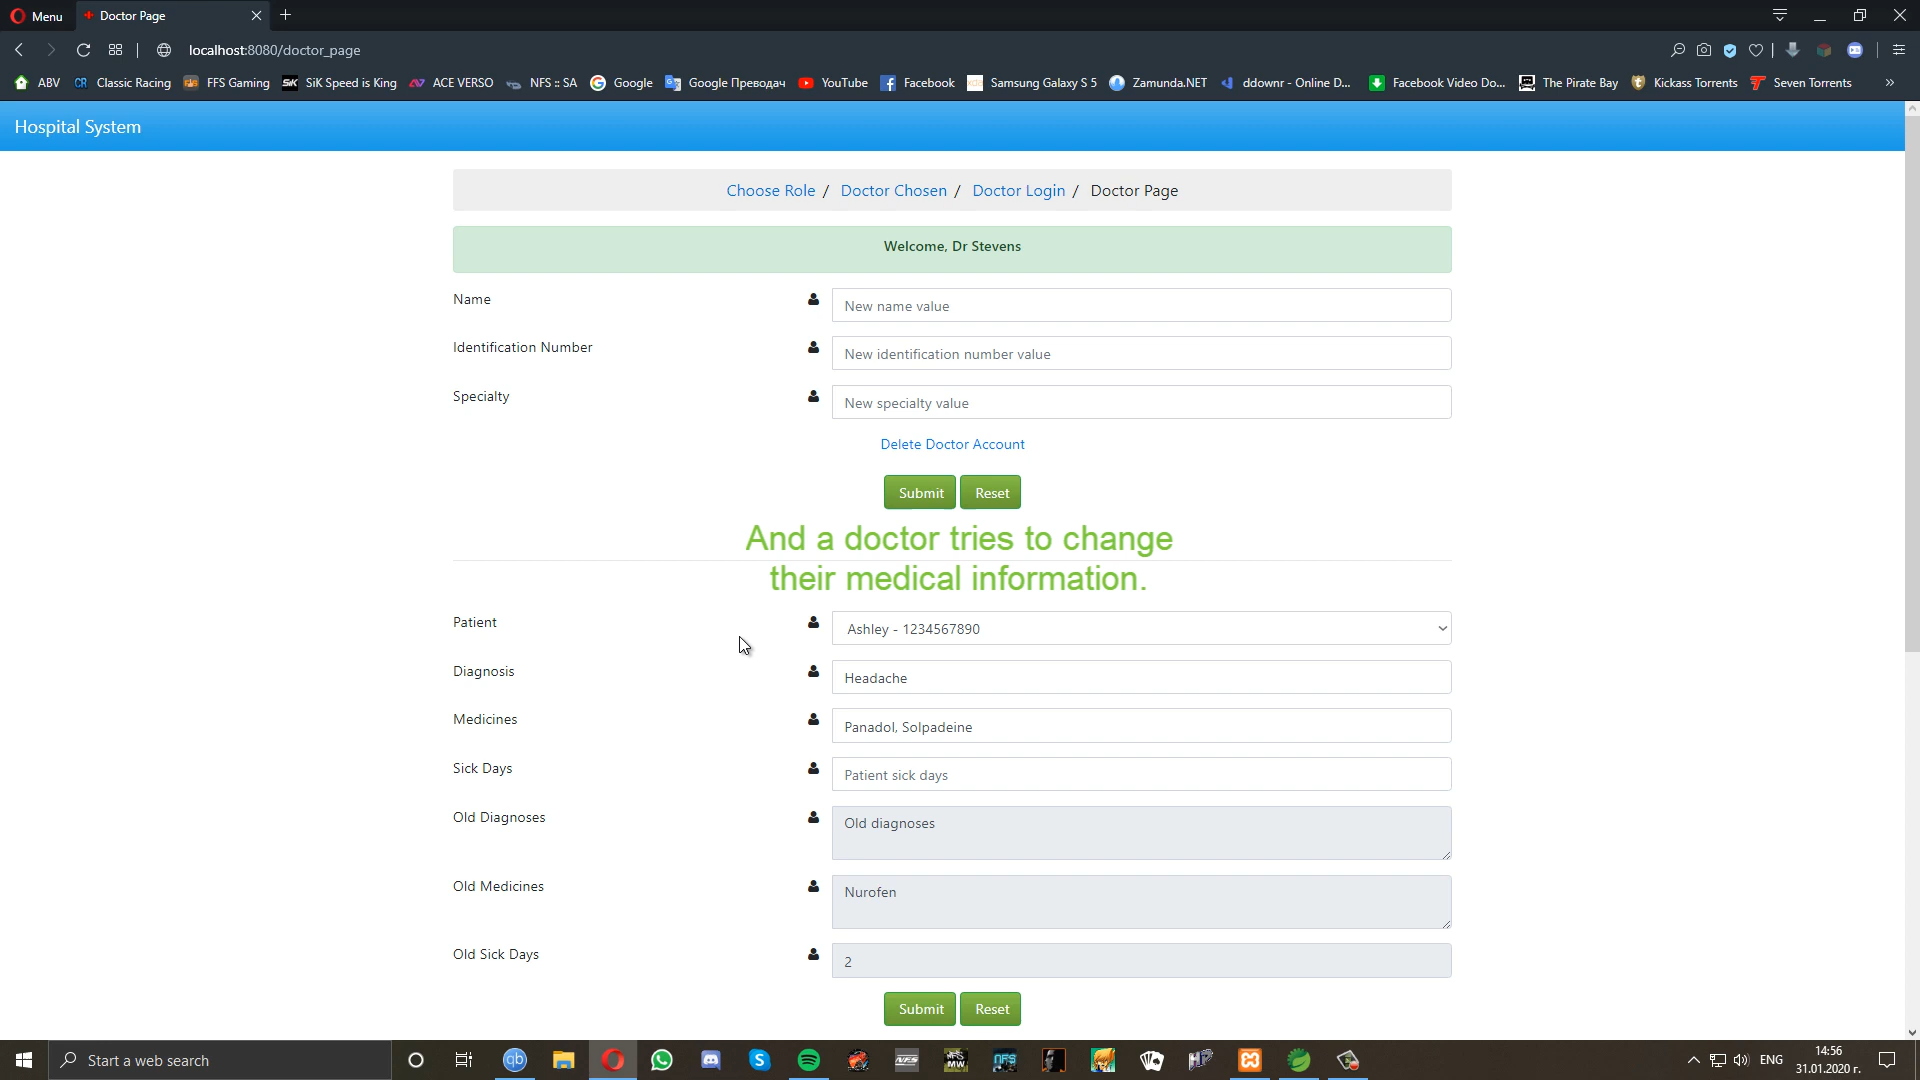 Menu
Doctor Page
localhost:8080/doctor_page
ABV
Classic Racing
FFS Gaming
SiK Speed is King
ACE VERSO
NFS :: SA
Google
Google Преводач
YouTube
Facebook
Samsung Galaxy S 5
Zamunda.NET
ddownr - Online D...
Facebook Video Do...
The Pirate Bay
Kickass Torrents
Seven Torrents
»
Hospital System
Choose Role / Doctor Chosen / Doctor Login / Doctor Page
Welcome, Dr Stevens
Name
New name value
Identification Number
New identification number value
Specialty
New specialty value
Delete Doctor Account
Submit
Reset
And a doctor tries to change
their medical information.
Patient
Ashley - 1234567890
Diagnosis
Headache
Medicines
Panadol, Solpadeine
Sick Days
Patient sick days
Old Diagnoses
Old diagnoses
Old Medicines
Nurofen
Old Sick Days
2
Submit
Reset
Start a web search
ENG
14:56
31.01.2020 г.